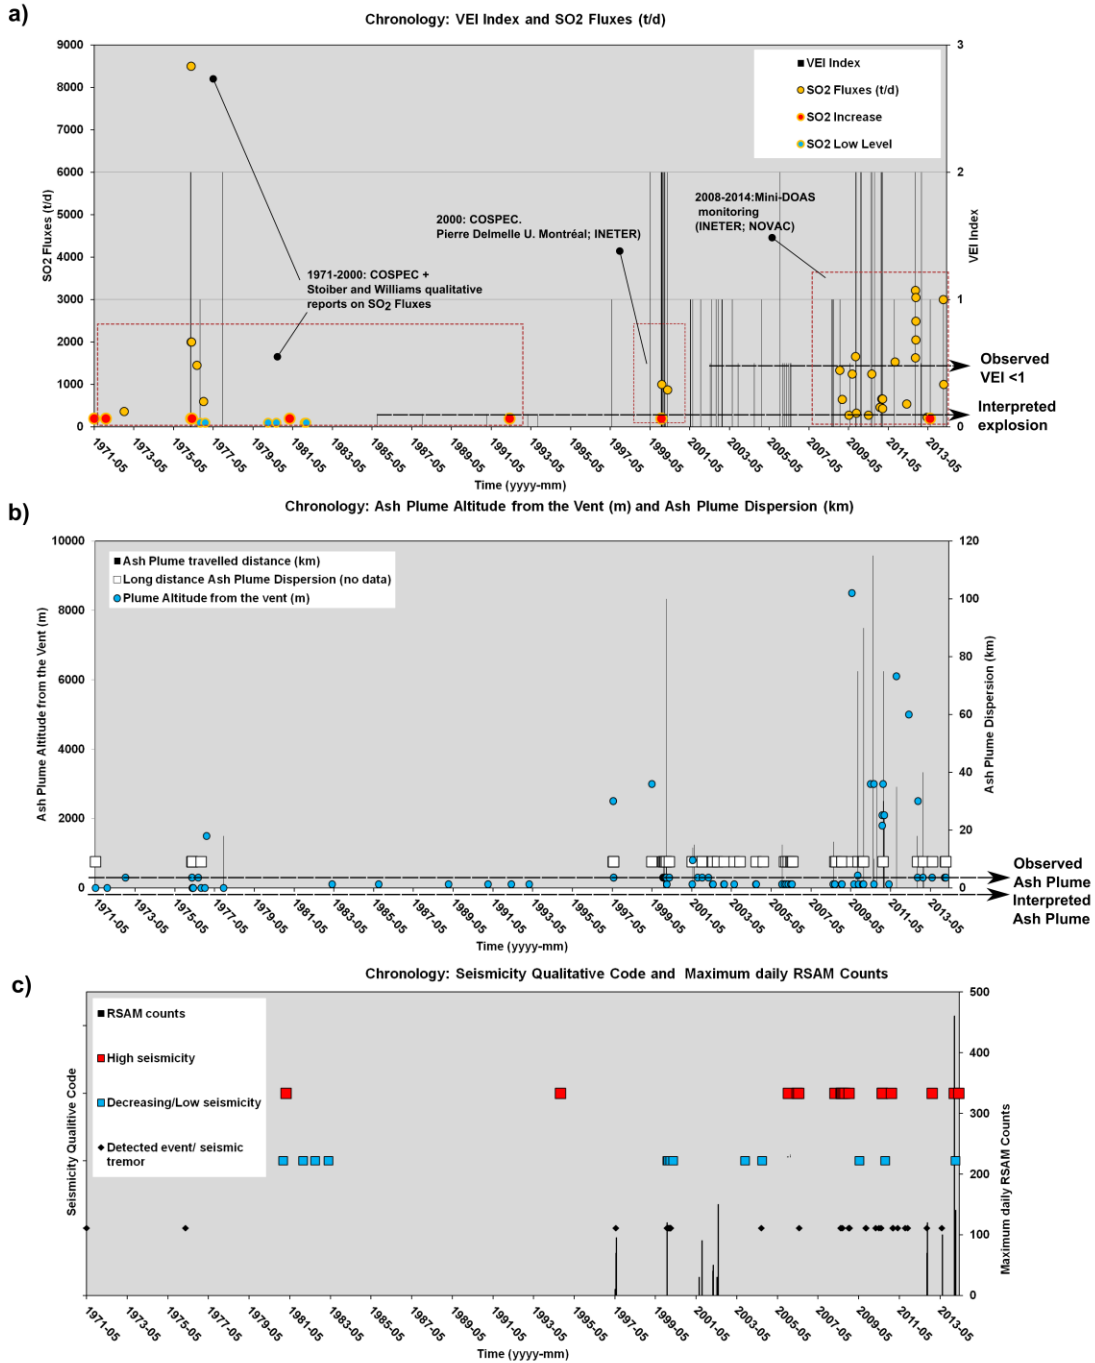 a)
Chronology: VEI Index and SO2 Fluxes (t/d)
9000
8000
7000
6000
5000
4000
3000
2000
1000
0
SO2 Fluxes (t/d)
3
2
1
0
VEI Index
VEI Index
SO2 Fluxes (t/d)
SO2 Increase
SO2 Low Level
2008-2014:Mini-DOAS
monitoring
(INETER; NOVAC)
2000: COSPEC.
Pierre Delmelle U. Montréal; INETER)
1971-2000: COSPEC +
Stoiber and Williams qualitative
reports on SO2 Fluxes
Observed
VEI <1
Interpreted
explosion
1971-05
1973-05
1975-05
1977-05
1979-05
1981-05
1983-05
1985-05
1987-05
1989-05
1991-05
1993-05
1995-05
1997-05
1999-05
2001-05
2003-05
2005-05
2007-05
2009-05
2011-05
2013-05
Time (yyyy-mm)
b)
Chronology: Ash Plume Altitude from the Vent (m) and Ash Plume Dispersion (km)
10000
8000
6000
4000
2000
0
Ash Plume Altitude from the Vent (m)
120
100
80
60
40
20
0
Ash Plume Dispersion (km)
Ash Plume travelled distance (km)
Long distance Ash Plume Dispersion (no data)
Plume Altitude from the vent (m)
Observed
Ash Plume
Interpreted
Ash Plume
1971-05
1973-05
1975-05
1977-05
1979-05
1981-05
1983-05
1985-05
1987-05
1989-05
1991-05
1993-05
1995-05
1997-05
1999-05
2001-05
2003-05
2005-05
2007-05
2009-05
2011-05
2013-05
Time (yyyy-mm)
c)
Chronology: Seismicity Qualitative Code and Maximum daily RSAM Counts
Seismicity Qualitative Code
500
400
300
200
100
0
Maximum daily RSAM Counts
RSAM counts
High seismicity
Decreasing/Low seismicity
Detected event/ seismic
tremor
1971-05
1973-05
1975-05
1977-05
1979-05
1981-05
1983-05
1985-05
1987-05
1989-05
1991-05
1993-05
1995-05
1997-05
1999-05
2001-05
2003-05
2005-05
2007-05
2009-05
2011-05
2013-05
Time (yyyy-mm)